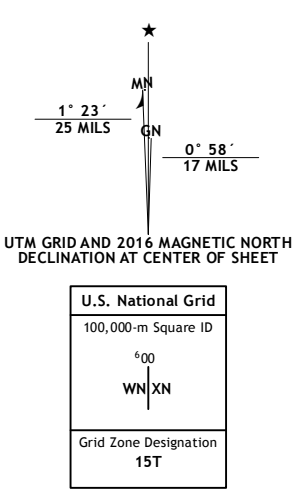 MN
1° 23´
25 MILS
GN
0° 58´
17 MILS
UTM GRID AND 2016 MAGNETIC NORTH
DECLINATION AT CENTER OF SHEET
U.S. National Grid
100,000-m Square ID
⁶00
WN XN
Grid Zone Designation
15T